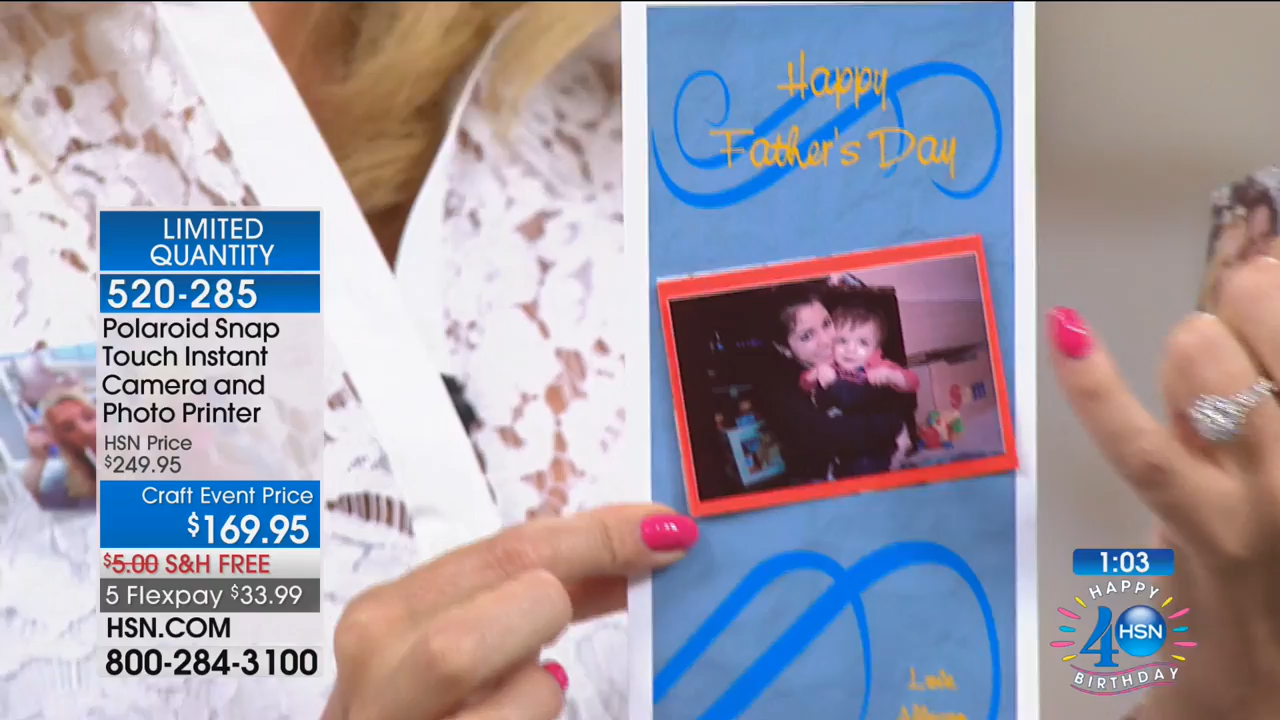 LIMITED
QUANTITY
520-285
Polaroid Snap
Touch Instant
Camera and
Photo Printer
HSN Price
$249.95
Craft Event Price
$169.95
$5.00 S&H FREE
5 Flexpay $33.99
HSN.COM
800-284-3100
Happy
Father's Day
1:03
HAPPY
40
HSN
BIRTHDAY